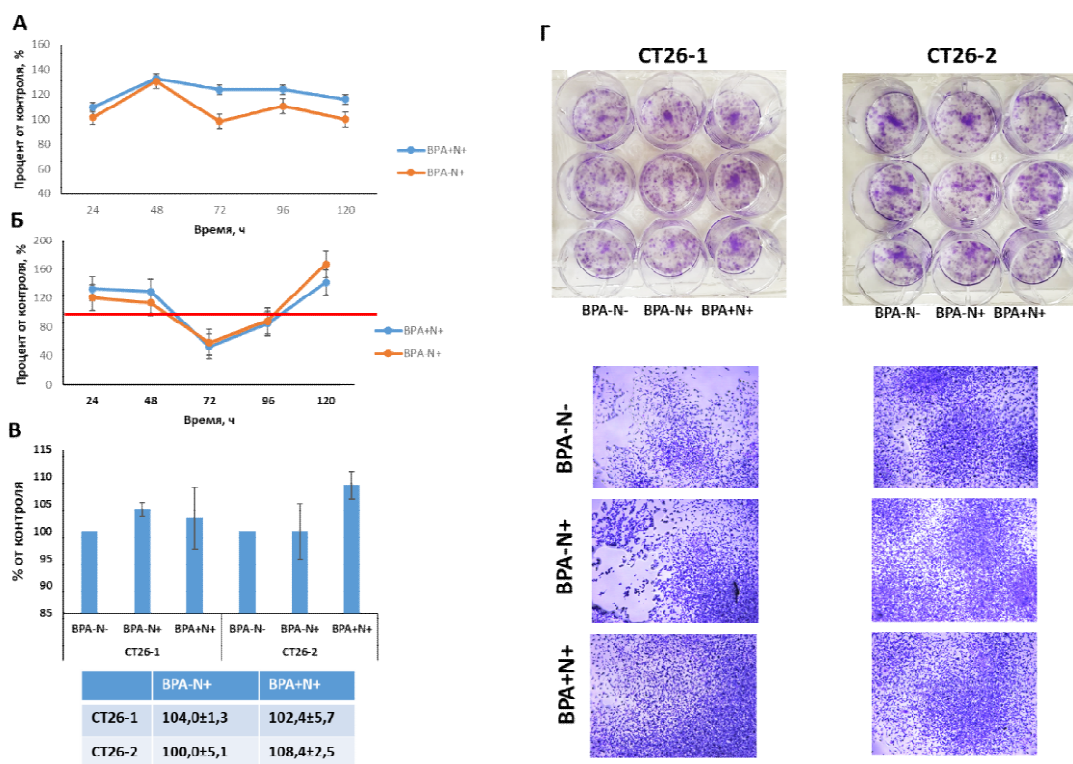 А
Процент от контроля, %
160
140
120
100
80
60
40
24 48 72 96 120
Время, ч
BPA+N+
BPA-N+
Б
Процент от контроля, %
200
160
120
80
40
0
24 48 72 96 120
Время, ч
BPA+N+
BPA-N+
В
% от контроля
115
110
105
100
95
90
85
BPA-N- BPA-N+ BPA+N+ BPA-N- BPA-N+ BPA+N+
CT26-1 CT26-2
BPA-N+ BPA+N+
CT26-1 104,0±1,3 102,4±5,7
CT26-2 100,0±5,1 108,4±2,5
Г
CT26-1 CT26-2
BPA-N- BPA-N+ BPA+N+ BPA-N- BPA-N+ BPA+N+
BPA-N-
BPA-N+
BPA+N+